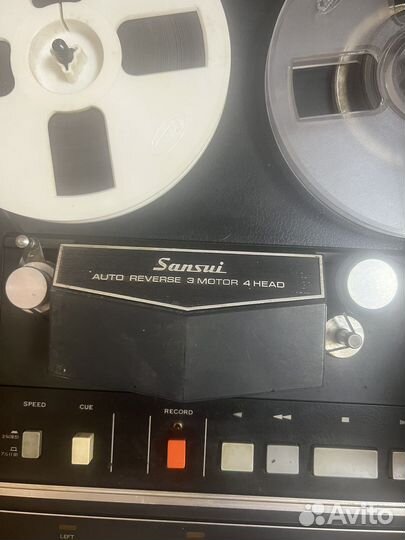 Sansui
AUTO REVERSE 3 MOTOR 4 HEAD
SPEED
CUE
RECORD
LEFT
Avito